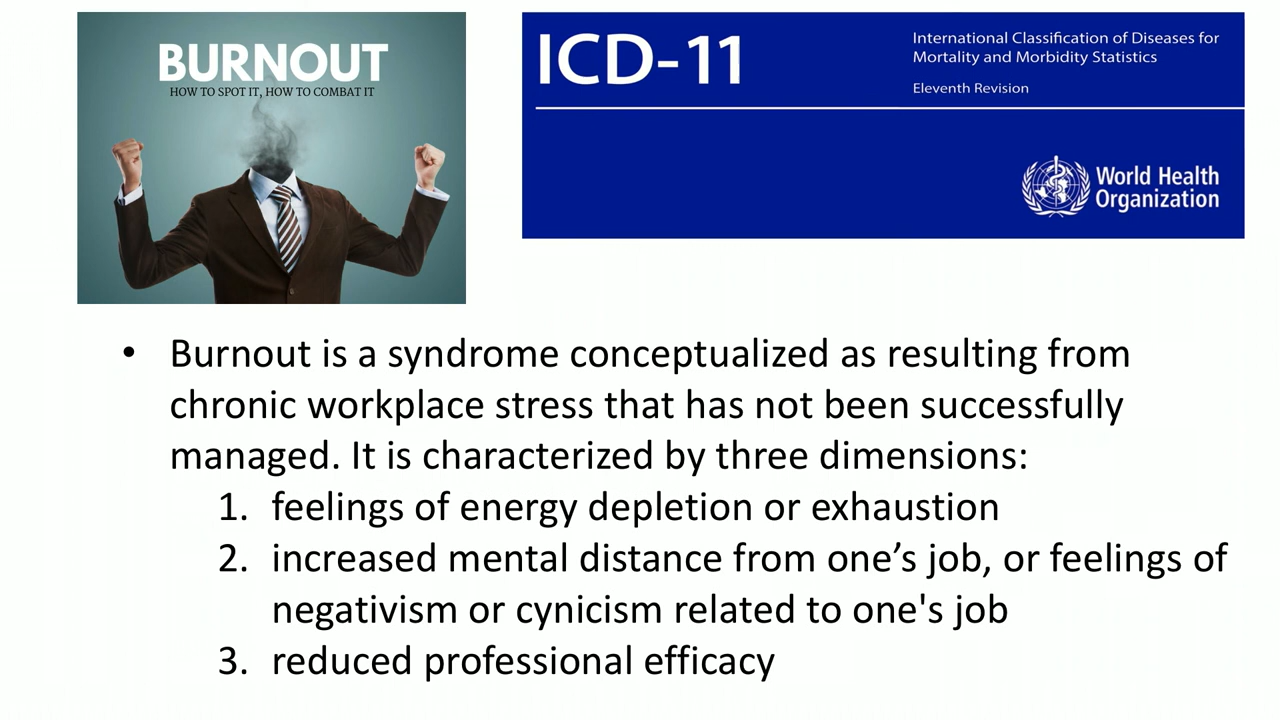 BURNOUT
HOW TO SPOT IT, HOW TO COMBAT IT
ICD-11
International Classification of Diseases for
Mortality and Morbidity Statistics
Eleventh Revision
World Health
Organization
• Burnout is a syndrome conceptualized as resulting from
chronic workplace stress that has not been successfully
managed. It is characterized by three dimensions:
1. feelings of energy depletion or exhaustion
2. increased mental distance from one’s job, or feelings of
negativism or cynicism related to one's job
3. reduced professional efficacy